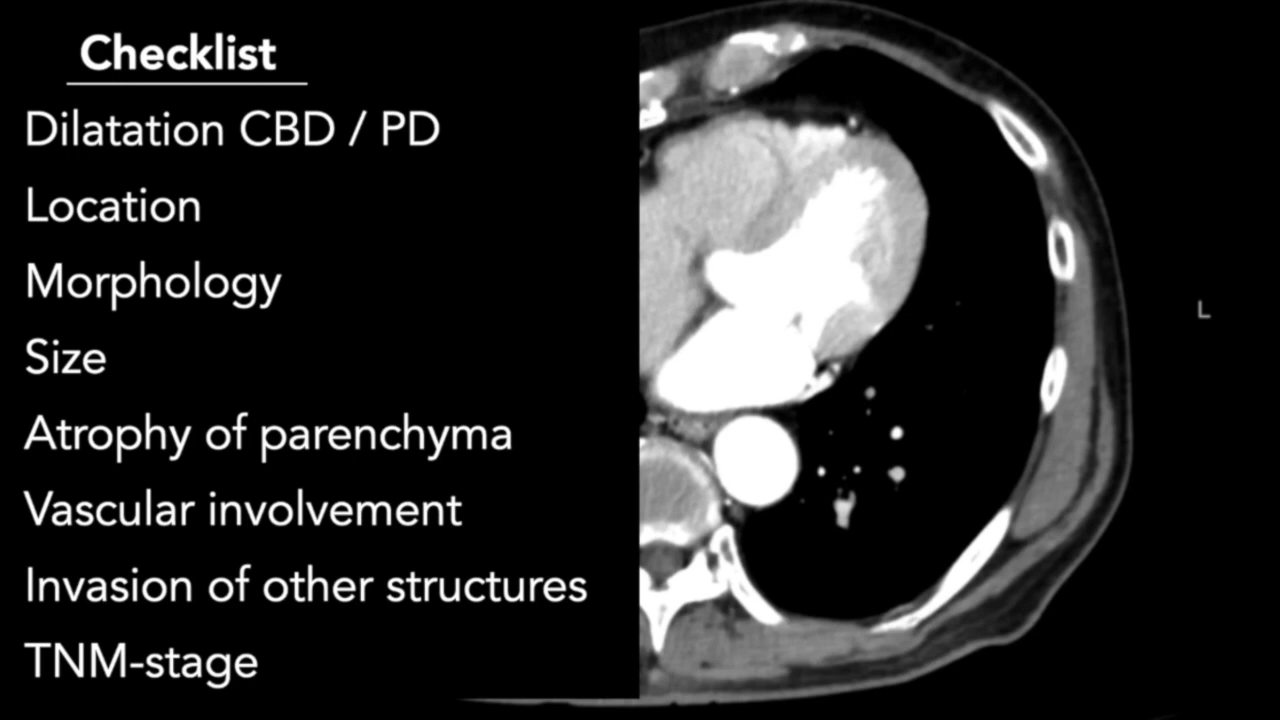 Checklist
Dilatation CBD / PD
Location
Morphology
Size
Atrophy of parenchyma
Vascular involvement
Invasion of other structures
TNM-stage
L